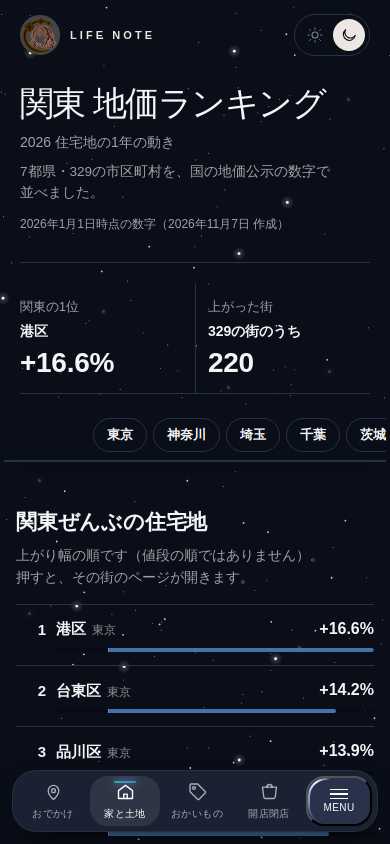 LIFE NOTE
関東 地価ランキング
2026 住宅地の1年の動き
7都県・329の市区町村を、国の地価公示の数字で
並べました。
2026年1月1日時点の数字（2026年11月7日 作成）
関東の1位
港区
+16.6%
上がった街
329の街のうち
220
東京 神奈川 埼玉 千葉 茨城
関東ぜんぶの住宅地
上がり幅の順です（値段の順ではありません）。
押すと、その街のページが開きます。
1 港区 東京 +16.6%
2 台東区 東京 +14.2%
3 品川区 東京 +13.9%
おでかけ 家と土地 おかいもの 開店閉店 MENU